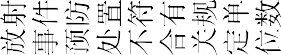 放射
事件
预防
处置
不符
合有
关规
定单
位数